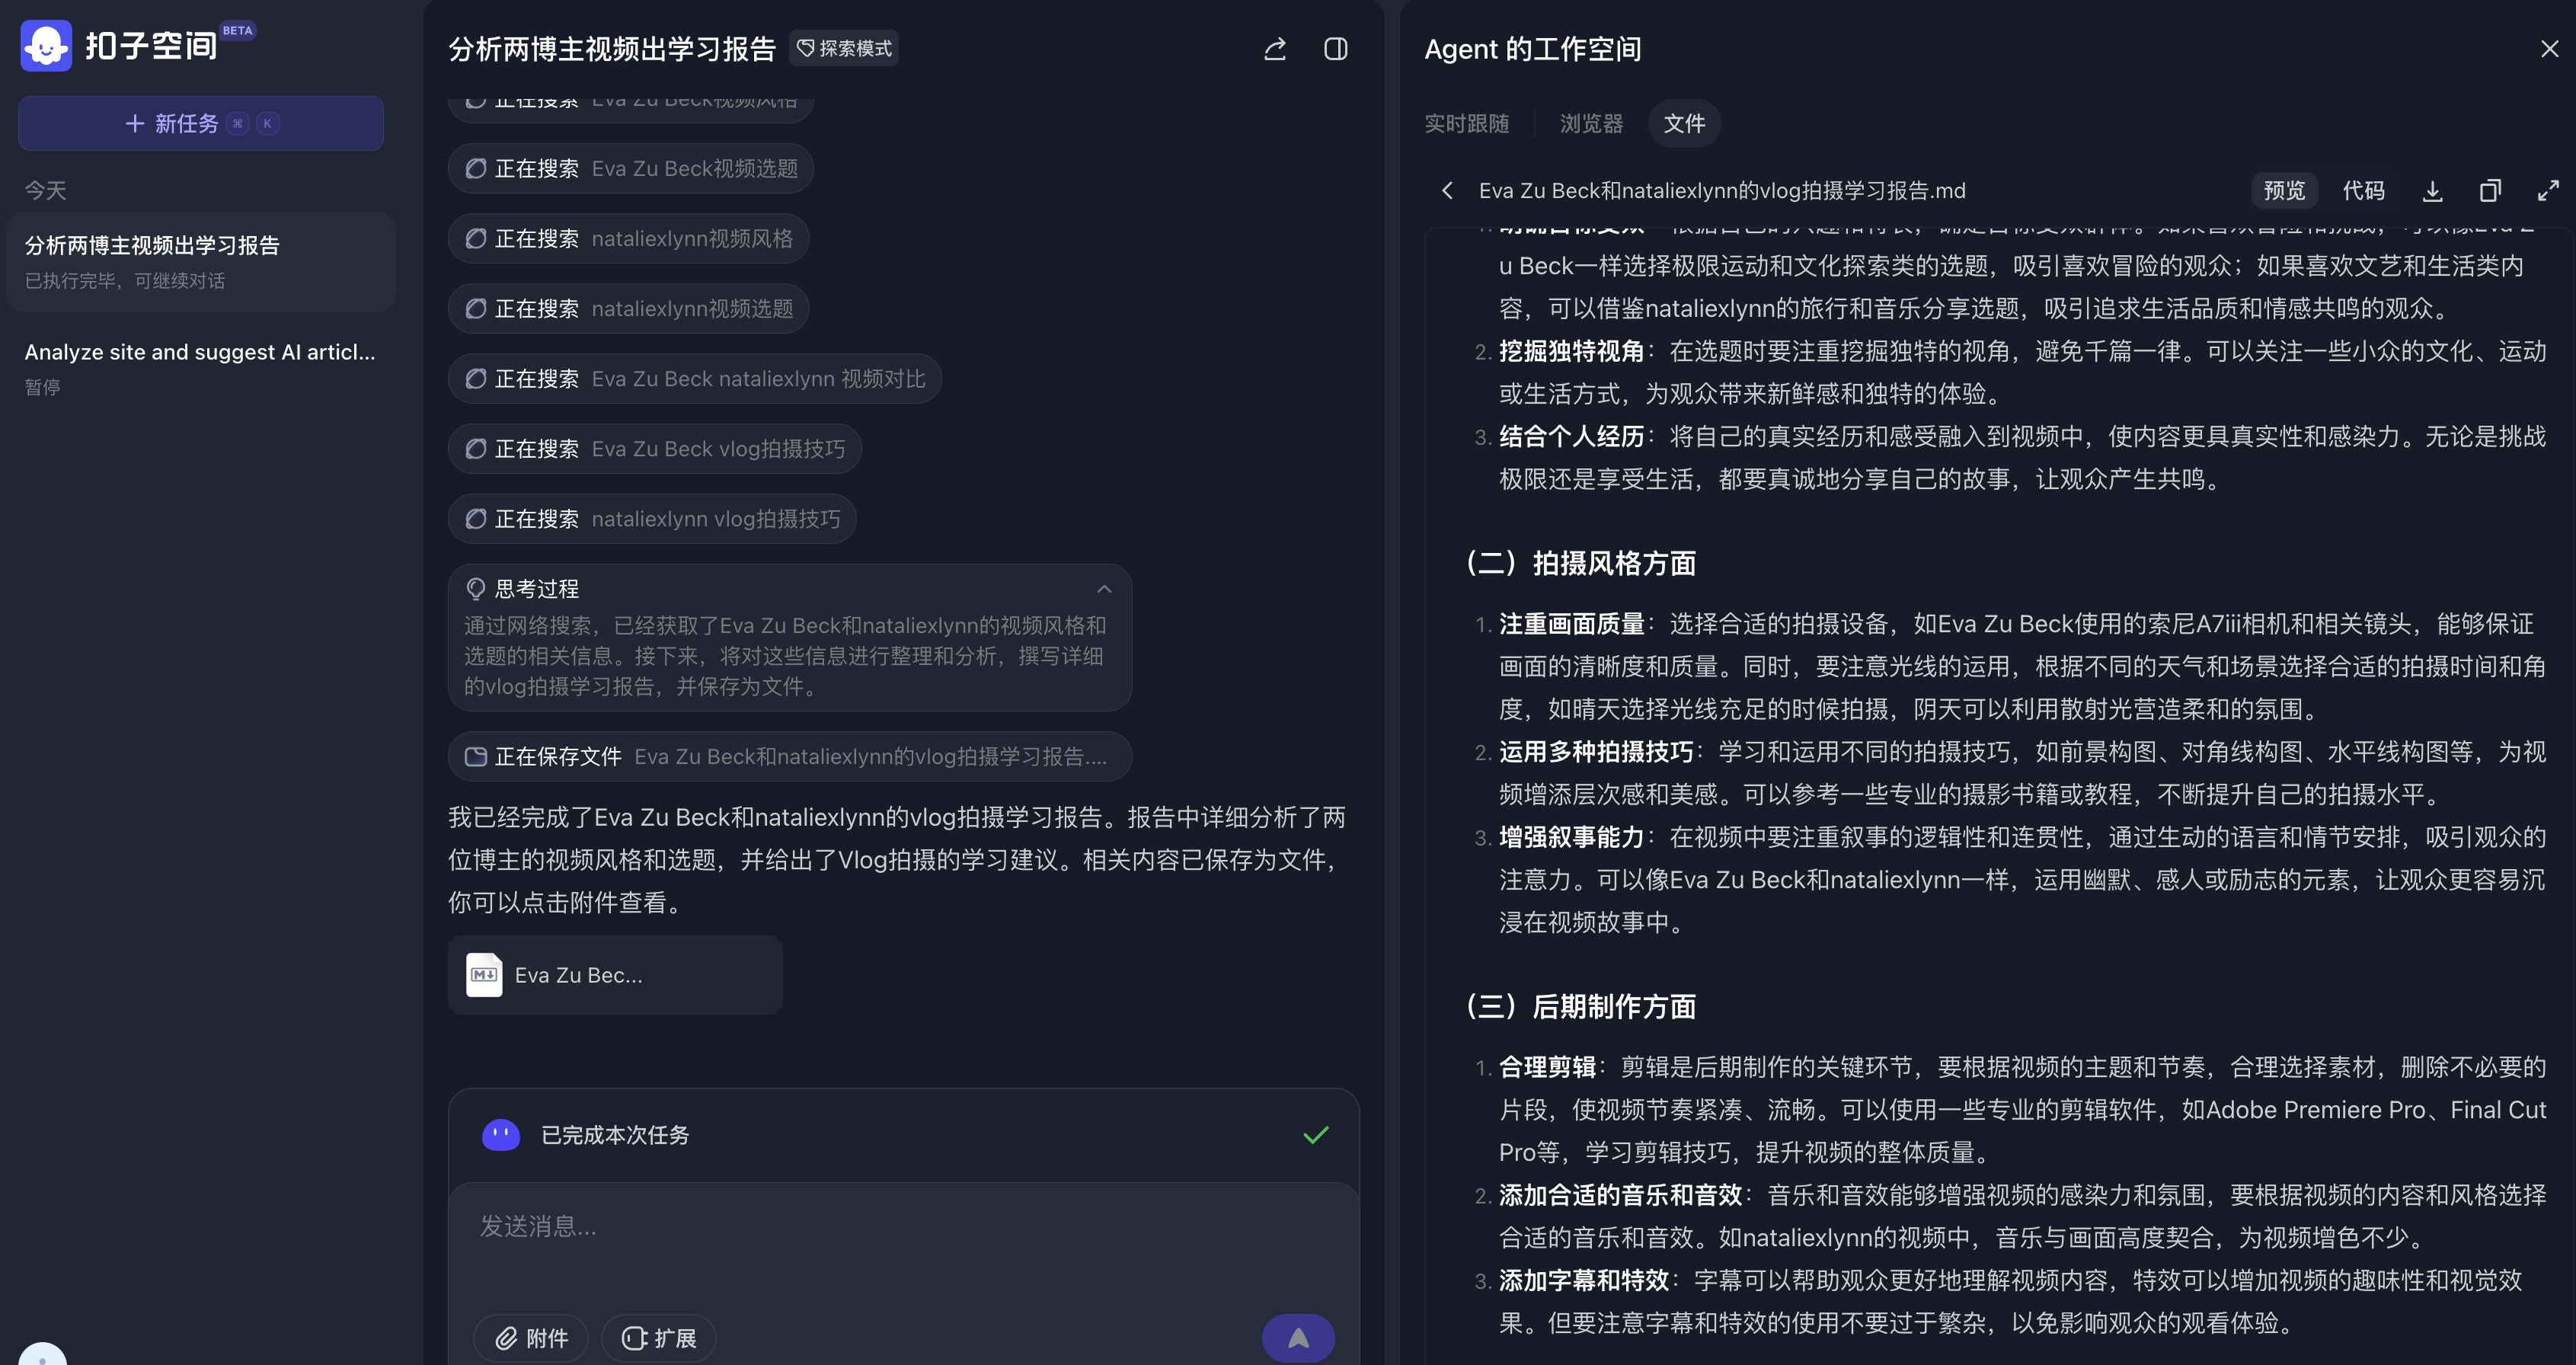 扣子空间
BETA
新任务 ⌘ K
今天
分析两博主视频出学习报告
已执行完毕，可继续对话
Analyze site and suggest AI articl...
暂停
分析两博主视频出学习报告
探索模式
正在搜索 Eva Zu Beck视频风格
正在搜索 Eva Zu Beck视频选题
正在搜索 nataliexlynn视频风格
正在搜索 nataliexlynn视频选题
正在搜索 Eva Zu Beck nataliexlynn 视频对比
正在搜索 Eva Zu Beck vlog拍摄技巧
正在搜索 nataliexlynn vlog拍摄技巧
思考过程
通过网络搜索，已经获取了Eva Zu Beck和nataliexlynn的视频风格和
选题的相关信息。接下来，将对这些信息进行整理和分析，撰写详细
的vlog拍摄学习报告，并保存为文件。
正在保存文件 Eva Zu Beck和nataliexlynn的vlog拍摄学习报告....
我已经完成了Eva Zu Beck和nataliexlynn的vlog拍摄学习报告。报告中详细分析了两
位博主的视频风格和选题，并给出了Vlog拍摄的学习建议。相关内容已保存为文件，
你可以点击附件查看。
M↓
Eva Zu Bec...
已完成本次任务
发送消息...
附件
扩展
Agent 的工作空间
实时跟随
浏览器
文件
Eva Zu Beck和nataliexlynn的vlog拍摄学习报告.md
预览
代码
u Beck一样选择极限运动和文化探索类的选题，吸引喜欢冒险的观众；如果喜欢文艺和生活类内
容，可以借鉴nataliexlynn的旅行和音乐分享选题，吸引追求生活品质和情感共鸣的观众。
2. 挖掘独特视角：在选题时要注重挖掘独特的视角，避免千篇一律。可以关注一些小众的文化、运动
或生活方式，为观众带来新鲜感和独特的体验。
3. 结合个人经历：将自己的真实经历和感受融入到视频中，使内容更具真实性和感染力。无论是挑战
极限还是享受生活，都要真诚地分享自己的故事，让观众产生共鸣。
（二）拍摄风格方面
1. 注重画面质量：选择合适的拍摄设备，如Eva Zu Beck使用的索尼A7iii相机和相关镜头，能够保证
画面的清晰度和质量。同时，要注意光线的运用，根据不同的天气和场景选择合适的拍摄时间和角
度，如晴天选择光线充足的时候拍摄，阴天可以利用散射光营造柔和的氛围。
2. 运用多种拍摄技巧：学习和运用不同的拍摄技巧，如前景构图、对角线构图、水平线构图等，为视
频增添层次感和美感。可以参考一些专业的摄影书籍或教程，不断提升自己的拍摄水平。
3. 增强叙事能力：在视频中要注重叙事的逻辑性和连贯性，通过生动的语言和情节安排，吸引观众的
注意力。可以像Eva Zu Beck和nataliexlynn一样，运用幽默、感人或励志的元素，让观众更容易沉
浸在视频故事中。
（三）后期制作方面
1. 合理剪辑：剪辑是后期制作的关键环节，要根据视频的主题和节奏，合理选择素材，删除不必要的
片段，使视频节奏紧凑、流畅。可以使用一些专业的剪辑软件，如Adobe Premiere Pro、Final Cut
Pro等，学习剪辑技巧，提升视频的整体质量。
2. 添加合适的音乐和音效：音乐和音效能够增强视频的感染力和氛围，要根据视频的内容和风格选择
合适的音乐和音效。如nataliexlynn的视频中，音乐与画面高度契合，为视频增色不少。
3. 添加字幕和特效：字幕可以帮助观众更好地理解视频内容，特效可以增加视频的趣味性和视觉效
果。但要注意字幕和特效的使用不要过于繁杂，以免影响观众的观看体验。